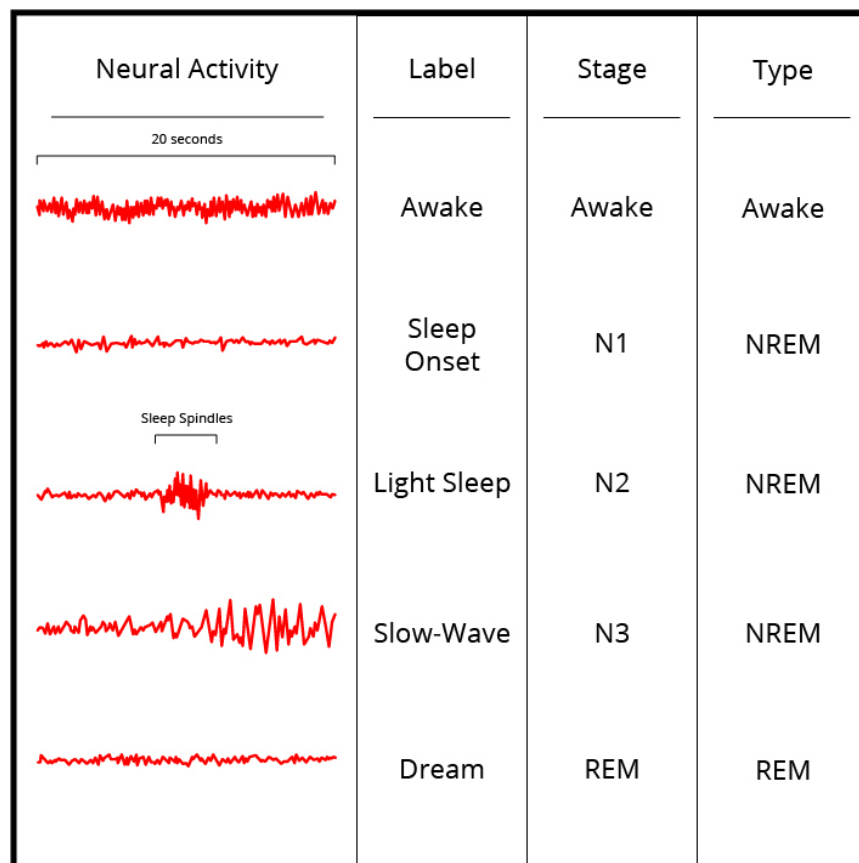 Neural Activity Label Stage Type
20 seconds
Awake Awake Awake
Sleep
Onset N1 NREM
Sleep Spindles
Light Sleep N2 NREM
Slow-Wave N3 NREM
Dream REM REM